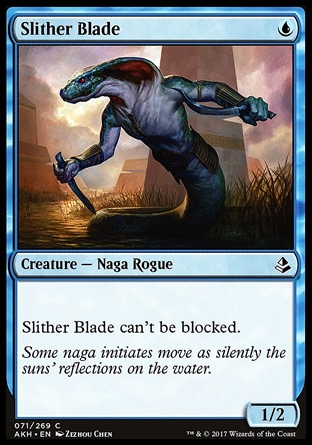 Slither Blade
Creature — Naga Rogue
Slither Blade can't be blocked.
Some naga initiates move as silently the
suns' reflections on the water.
1/2
071/269 C
AKH • EN Zezhou Chen
™ & © 2017 Wizards of the Coast